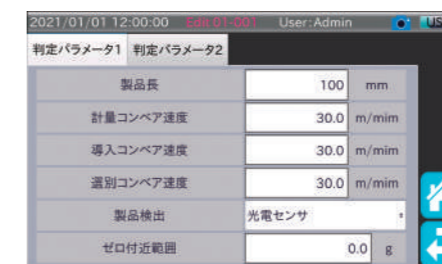 2021/01/01 12:00:00 Edit 01-001 User:Admin US
判定パラメータ1 判定パラメータ2
製品長 100 mm
計量コンベア速度 30.0 m/mim
導入コンベア速度 30.0 m/mim
選別コンベア速度 30.0 m/mim
製品検出 光電センサ
ゼロ付近範囲 0.0 g